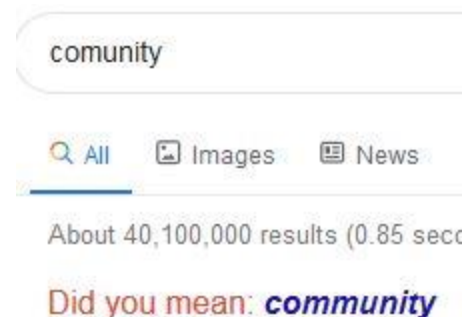 comunity
All Images News
About 40,100,000 results (0.85
Did you mean: community